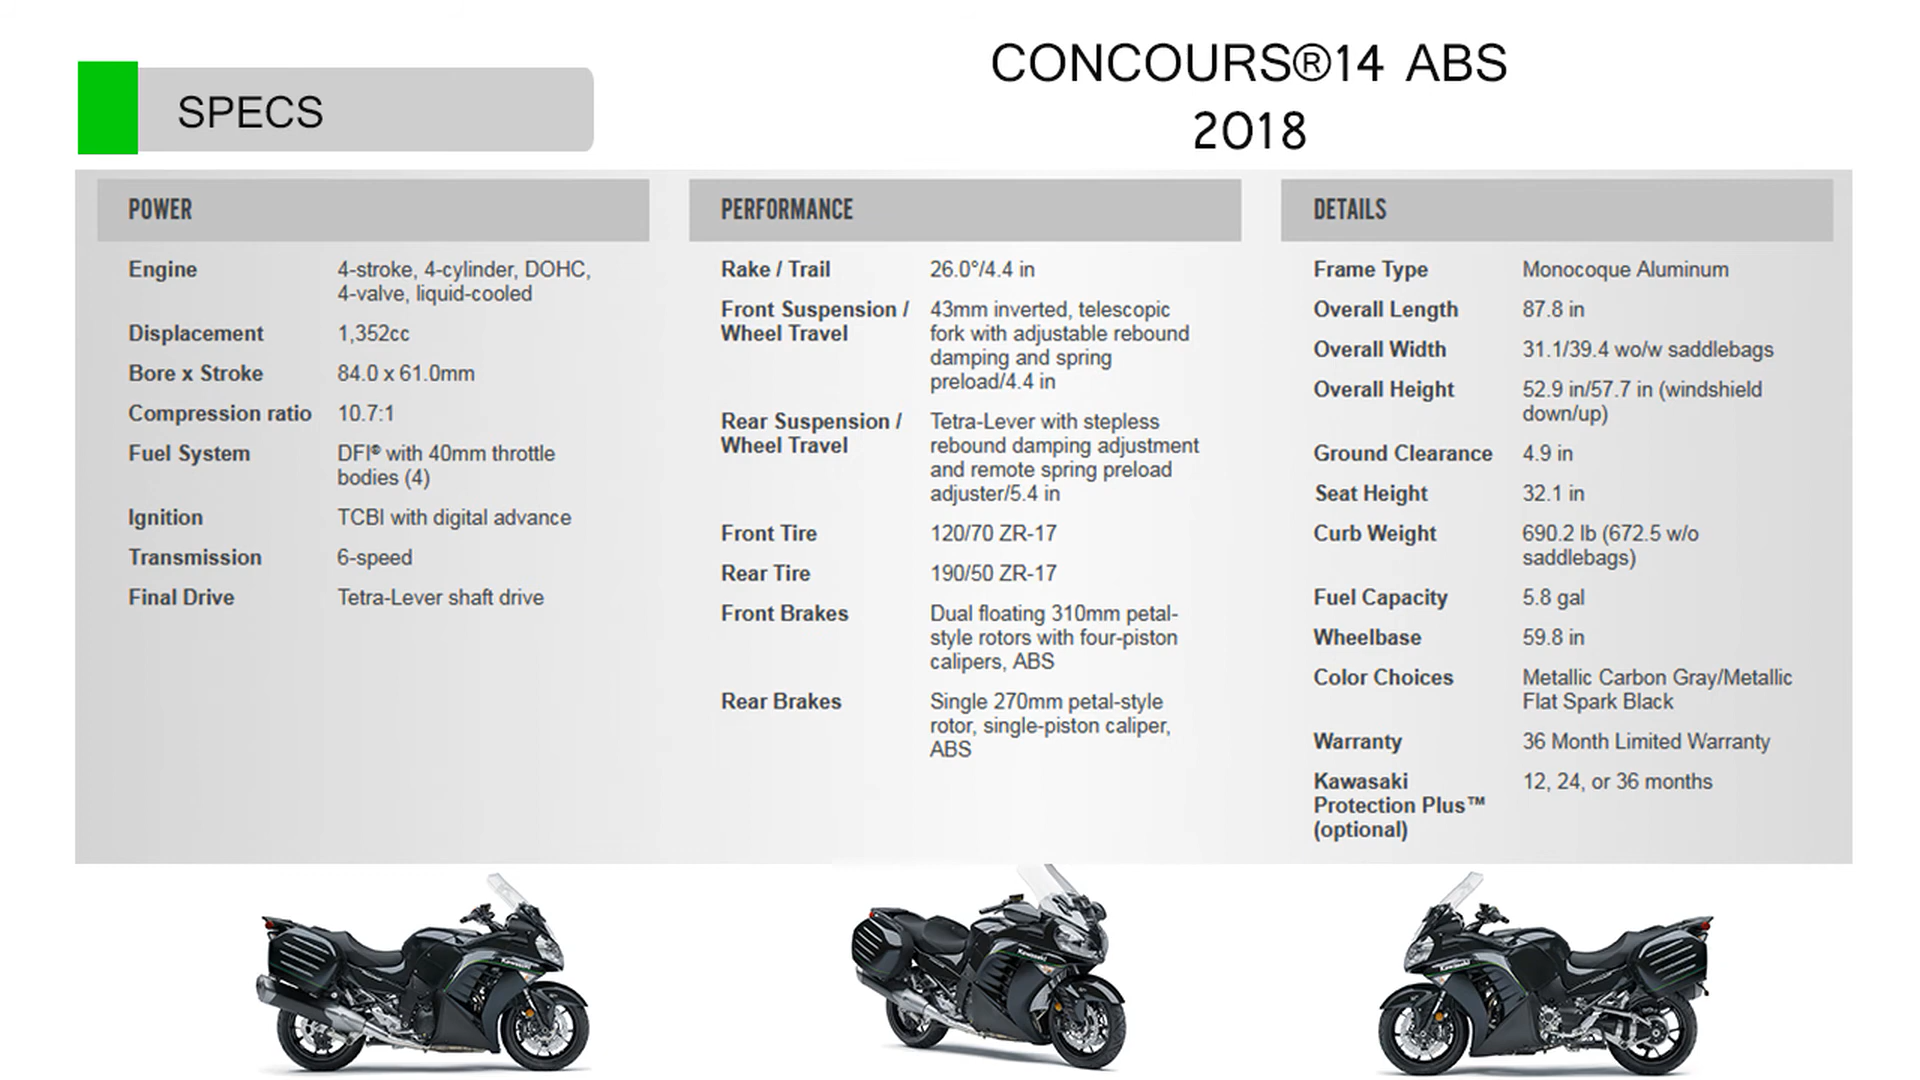 CONCOURS®14 ABS
2018
SPECS
POWER
Engine 4-stroke, 4-cylinder, DOHC,
4-valve, liquid-cooled
Displacement 1,352cc
Bore x Stroke 84.0 x 61.0mm
Compression ratio 10.7:1
Fuel System DFI® with 40mm throttle
bodies (4)
Ignition TCBI with digital advance
Transmission 6-speed
Final Drive Tetra-Lever shaft drive
PERFORMANCE
Rake / Trail 26.0°/4.4 in
Front Suspension / 43mm inverted, telescopic
Wheel Travel fork with adjustable rebound
damping and spring
preload/4.4 in
Rear Suspension / Tetra-Lever with stepless
Wheel Travel rebound damping adjustment
and remote spring preload
adjuster/5.4 in
Front Tire 120/70 ZR-17
Rear Tire 190/50 ZR-17
Front Brakes Dual floating 310mm petal-
style rotors with four-piston
calipers, ABS
Rear Brakes Single 270mm petal-style
rotor, single-piston caliper,
ABS
DETAILS
Frame Type Monocoque Aluminum
Overall Length 87.8 in
Overall Width 31.1/39.4 wo/w saddlebags
Overall Height 52.9 in/57.7 in (windshield
down/up)
Ground Clearance 4.9 in
Seat Height 32.1 in
Curb Weight 690.2 lb (672.5 w/o
saddlebags)
Fuel Capacity 5.8 gal
Wheelbase 59.8 in
Color Choices Metallic Carbon Gray/Metallic
Flat Spark Black
Warranty 36 Month Limited Warranty
Kawasaki 12, 24, or 36 months
Protection Plus™
(optional)
Kawasaki
Kawasaki
Kawasaki